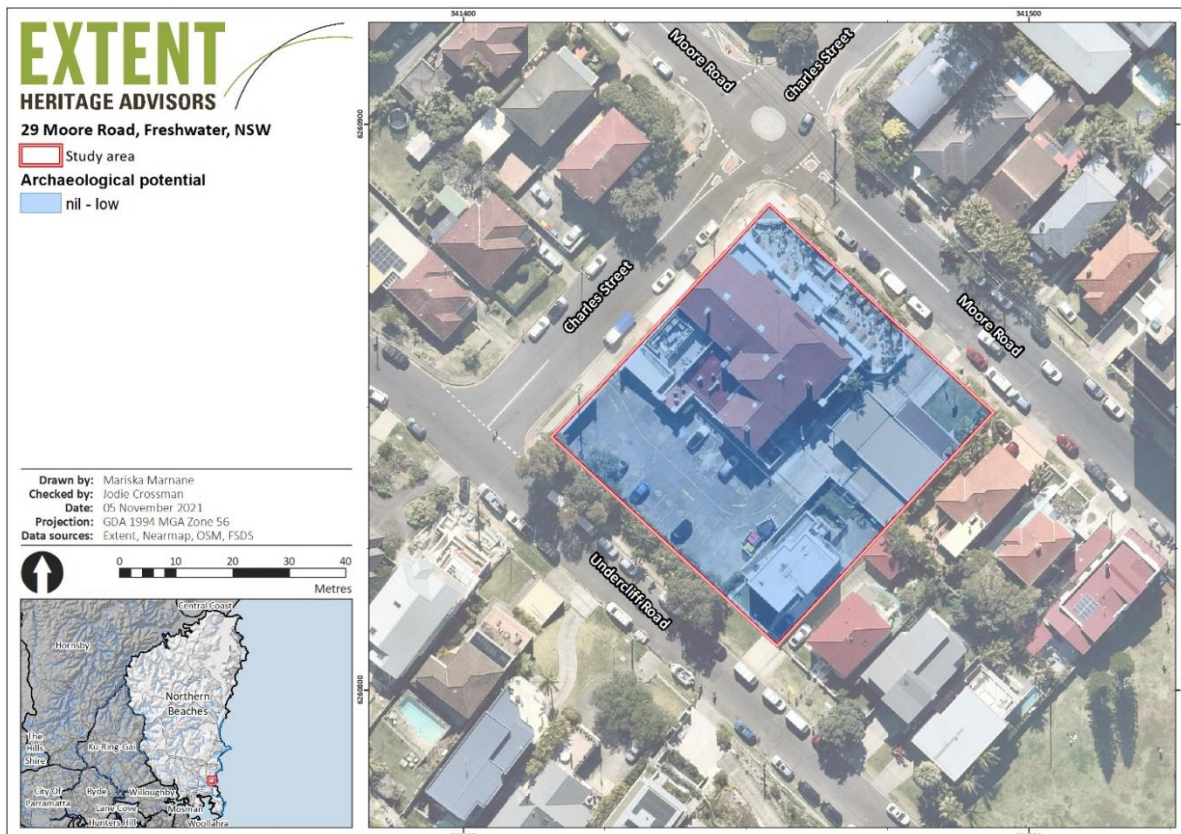 EXTENT
HERITAGE ADVISORS
29 Moore Road, Freshwater, NSW
Study area
Archaeological potential
nil - low
Drawn by: Mariska Marnane
Checked by: Jodie Crossman
Date: 05 November 2021
Projection: GDA 1994 MGA Zone 56
Data sources: Extent, Nearmap, OSM, FSDS
0 10 20 30 40
Metres
Central Coast
Hornsby
Northern
Beaches
The
Hills
Shire
Ku-Ring-Gai
City Of
Parramatta
Ryde
Willoughby
Lane Cove
Mosman
Hunters Hill
Woollahra
341400
341500
6260900
6260800
Moore Road
Charles Street
Charles Street
Moore Road
Undercliff Road